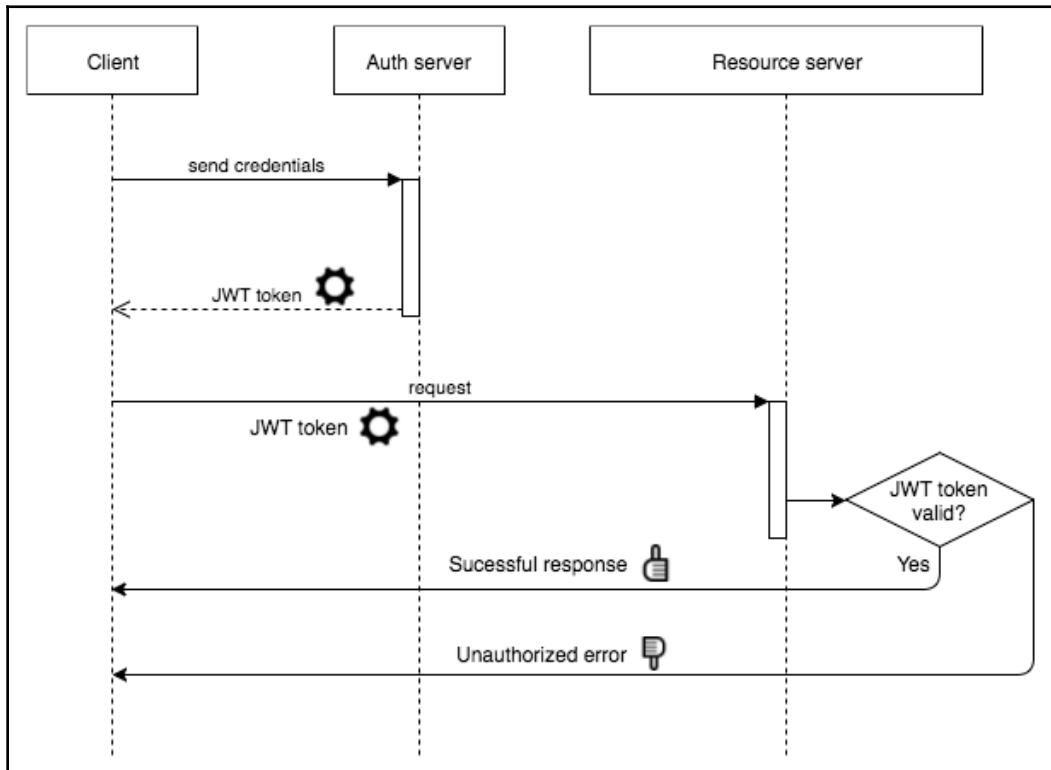 Client
Auth server
Resource server
send credentials
JWT token
request
JWT token
JWT token
valid?
Sucessful response
Yes
Unauthorized error